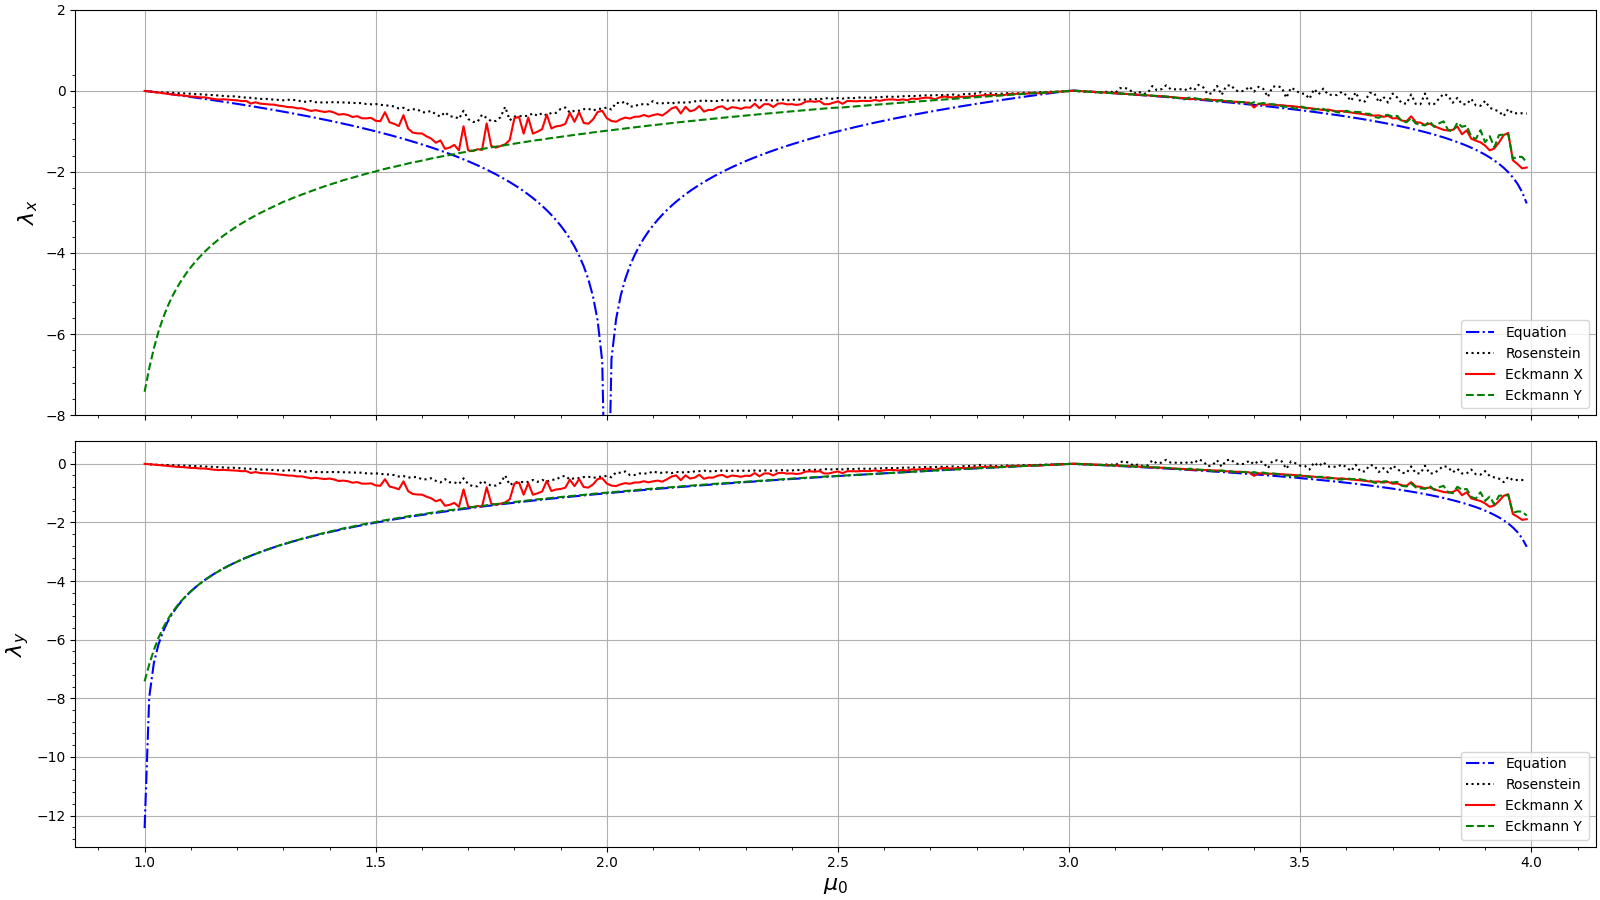 2
0
−2
−4
−6
−8
λx
Equation
Rosenstein
Eckmann X
Eckmann Y
0
−2
−4
−6
−8
−10
−12
λy
Equation
Rosenstein
Eckmann X
Eckmann Y
1.0 1.5 2.0 2.5 3.0 3.5 4.0
μ0